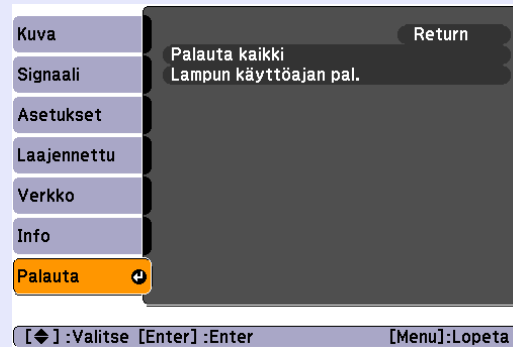 Kuva
Signaali
Asetukset
Laajennettu
Verkko
Info
Palauta
Return
Palauta kaikki
Lampun käyttöajan pal.
[◆] :Valitse [Enter] :Enter [Menu]:Lopeta